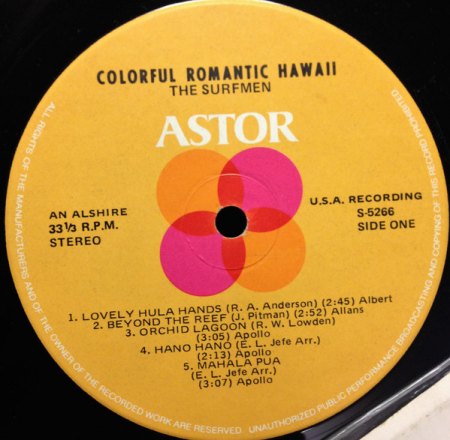 COLORFUL ROMANTIC HAWAII
THE SURFMEN
ASTOR
AN ALSHIRE
33⅓ R.P.M.
STEREO
U.S.A. RECORDING
S-5266
SIDE ONE
1. LOVELY HULA HANDS (R. A. Anderson) (2:45) Albert
2. BEYOND THE REEF (J. Pitman) (2:52) Allans
3. ORCHID LAGOON (R. W. Lowden)
(3:05) Apollo
4. HANO HANO (E. L. Jefe Arr.)
(2:13) Apollo
5. MAHALA PUA
(E. L. Jefe Arr.)
(3:07) Apollo
ALL RIGHTS OF THE MANUFACTURERS AND OF THE OWNER OF THE RECORDED WORK ARE RESERVED UNAUTHORIZED PUBLIC PERFORMANCE BROADCASTING AND COPYING OF THIS RECORD PROHIBITED